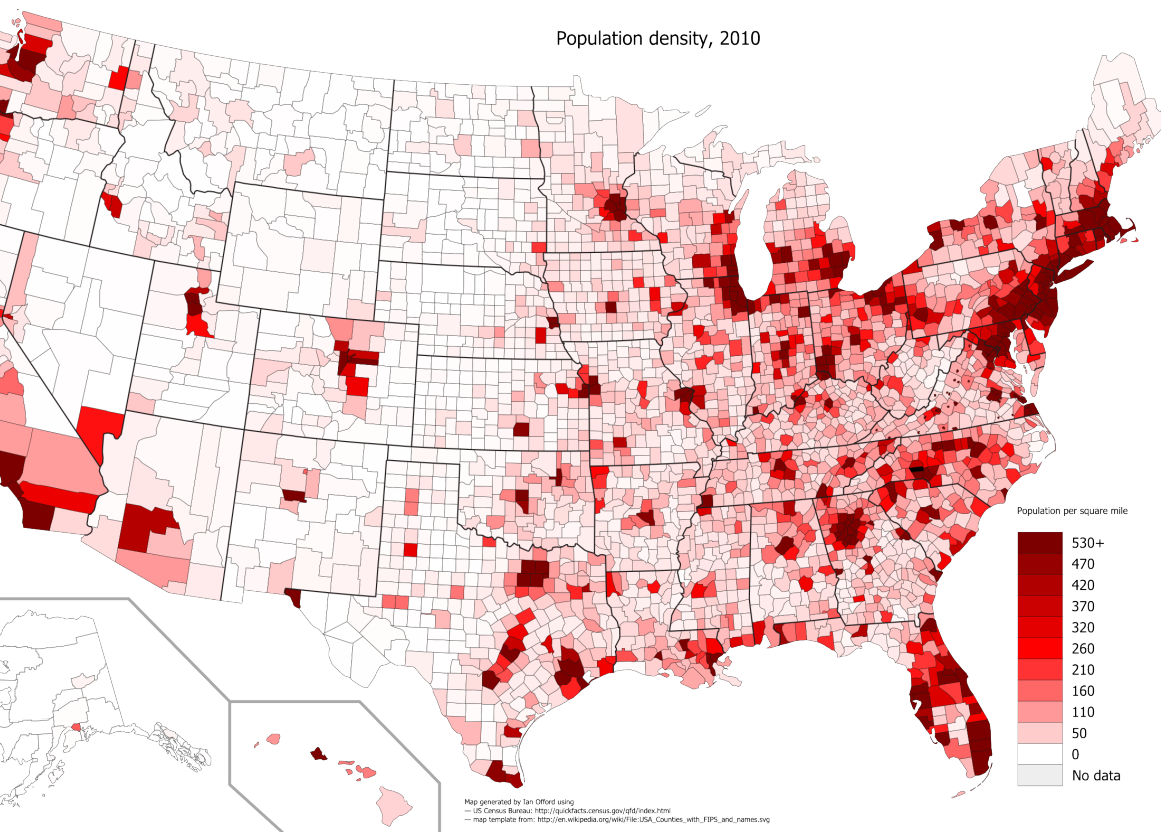 Population density, 2010
Population per square mile
530+
470
420
370
320
260
210
160
110
50
0
No data
Map generated by Ian Offord using
— US Census Bureau: http://quickfacts.census.gov/qfd/index.html
— map template from: http://en.wikipedia.org/wiki/File:USA_Counties_with_FIPS_and_names.svg